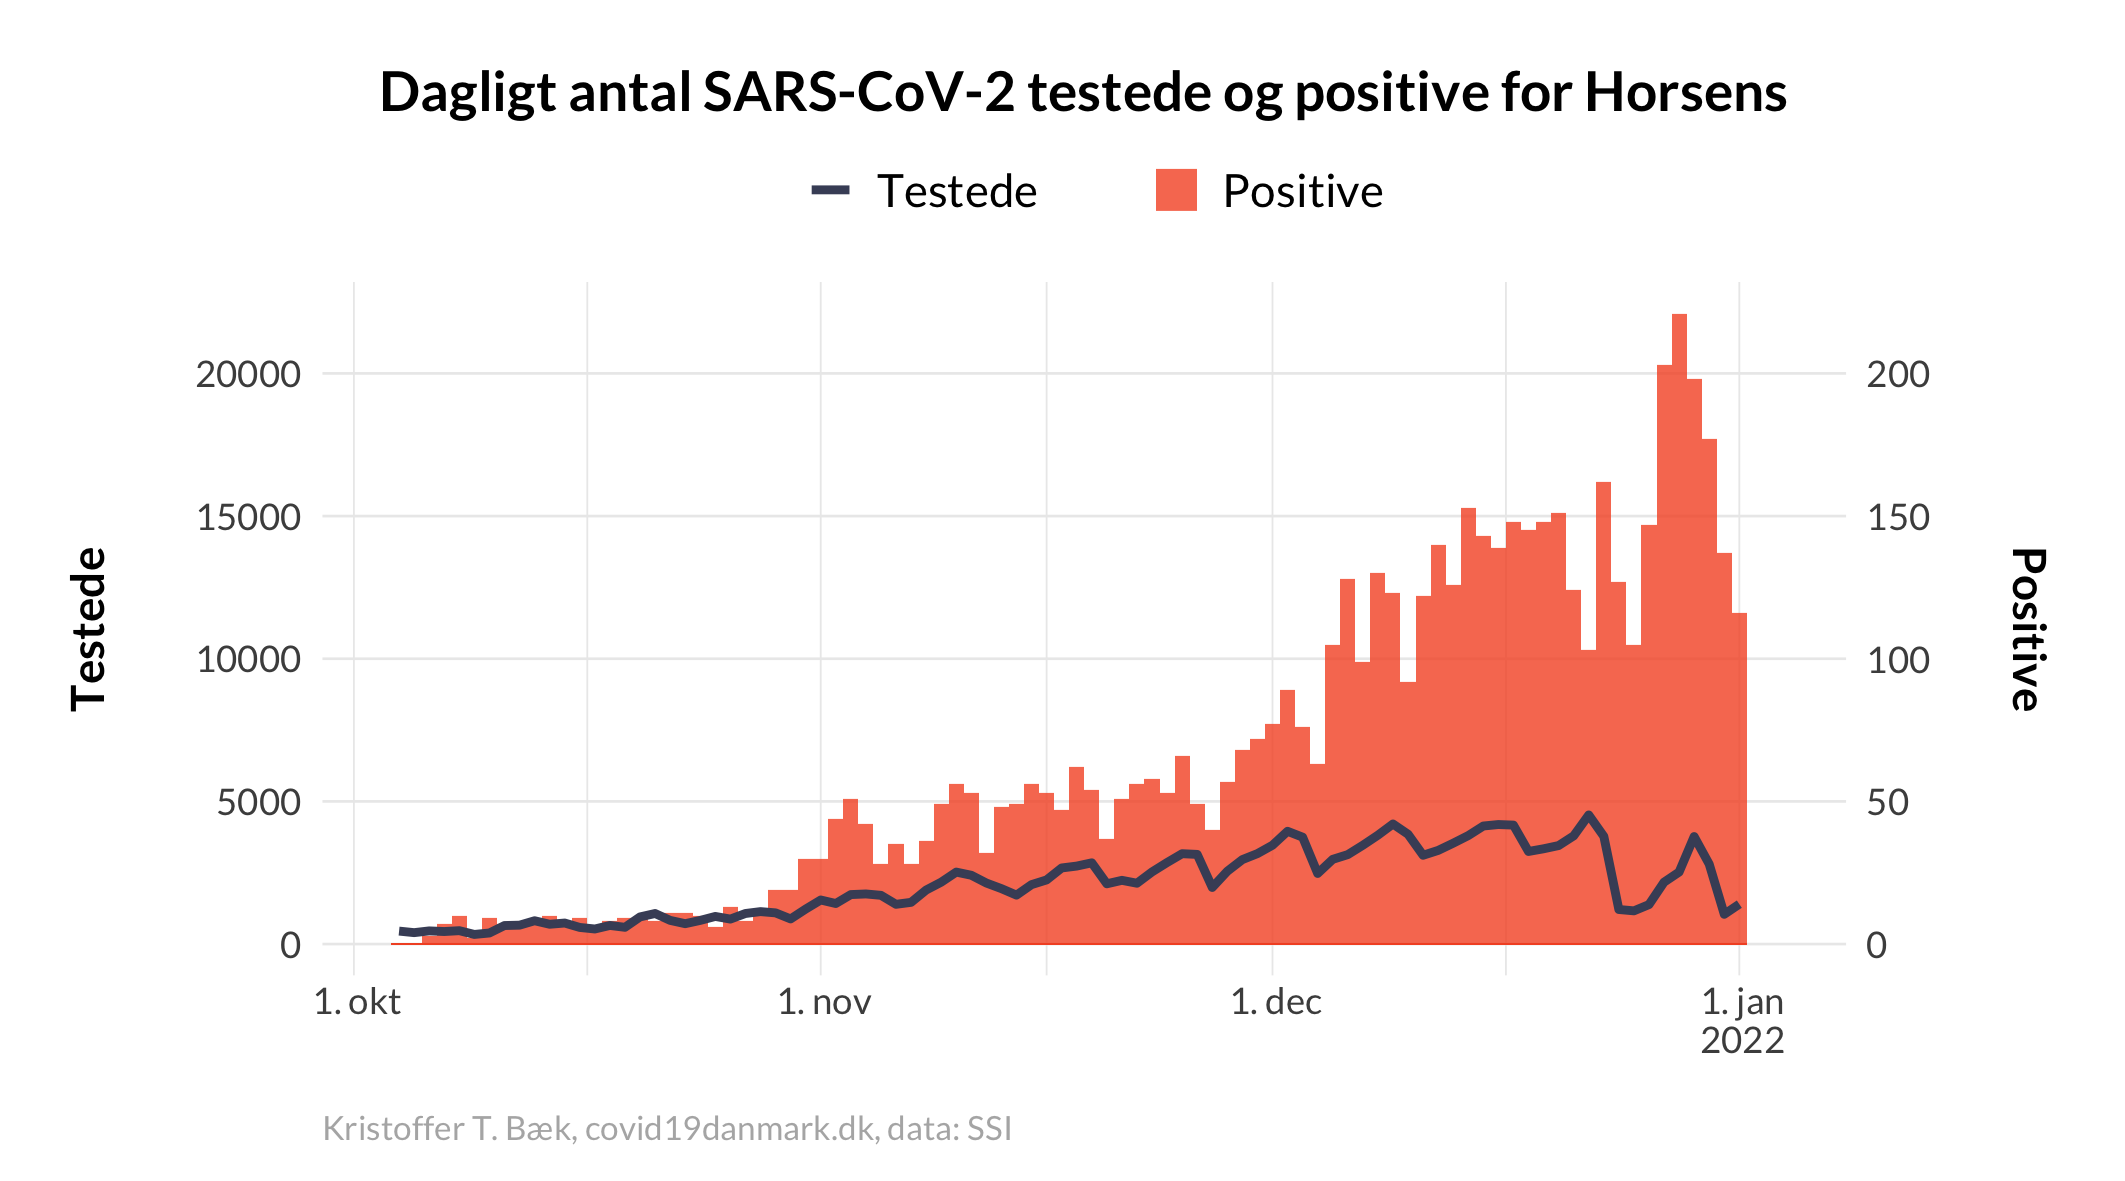 Dagligt antal SARS-CoV-2 testede og positive for Horsens
Testede
Positive
20000
15000
10000
5000
0
Testede
200
150
100
50
0
Positive
1. okt
1. nov
1. dec
1. jan
2022
Kristoffer T. Bæk, covid19danmark.dk, data: SSI